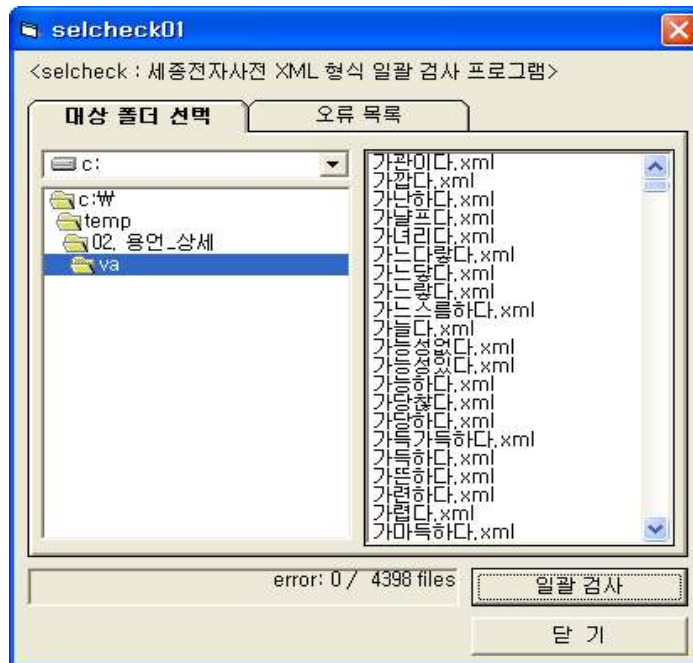 selcheck01
<selcheck : 세종전자사전 XML 형식 일괄 검사 프로그램>
대상 폴더 선택
오류 목록
c:
c:₩
temp
02. 용언_상세
va
가관이다.xml
가깝다.xml
가난하다.xml
가냘프다.xml
가녀리다.xml
가느다랗다.xml
가느닿다.xml
가느랗다.xml
가느스름하다.xml
가늘다.xml
가능성없다.xml
가능성있다.xml
가능하다.xml
가당찮다.xml
가당하다.xml
가득가득하다.xml
가득하다.xml
가뜬하다.xml
가련하다.xml
가렵다.xml
가마득하다.xml
error: 0 / 4398 files
일괄 검사
닫 기